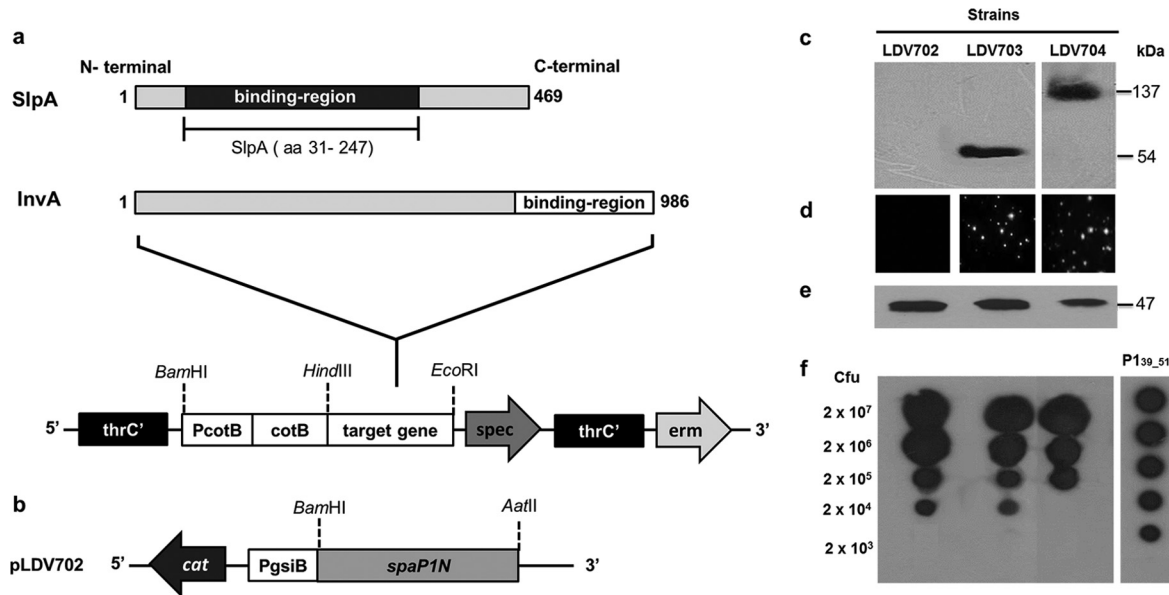 a
N- terminal
C-terminal
SlpA
1
binding-region
469
SlpA ( aa 31- 247)
InvA
1
binding-region
986
BamHI
HindIII
EcoRI
5’
thrC’
PcotB
cotB
target gene
spec
thrC’
erm
3’
b
BamHI
AatII
pLDV702
5’
cat
PgsiB
spaP1N
3’
Strains
c
LDV702
LDV703
LDV704
kDa
137
54
d
e
47
f
Cfu
P139_512
2 x 10⁷
2 x 10⁶
2 x 10⁵
2 x 10⁴
2 x 10³